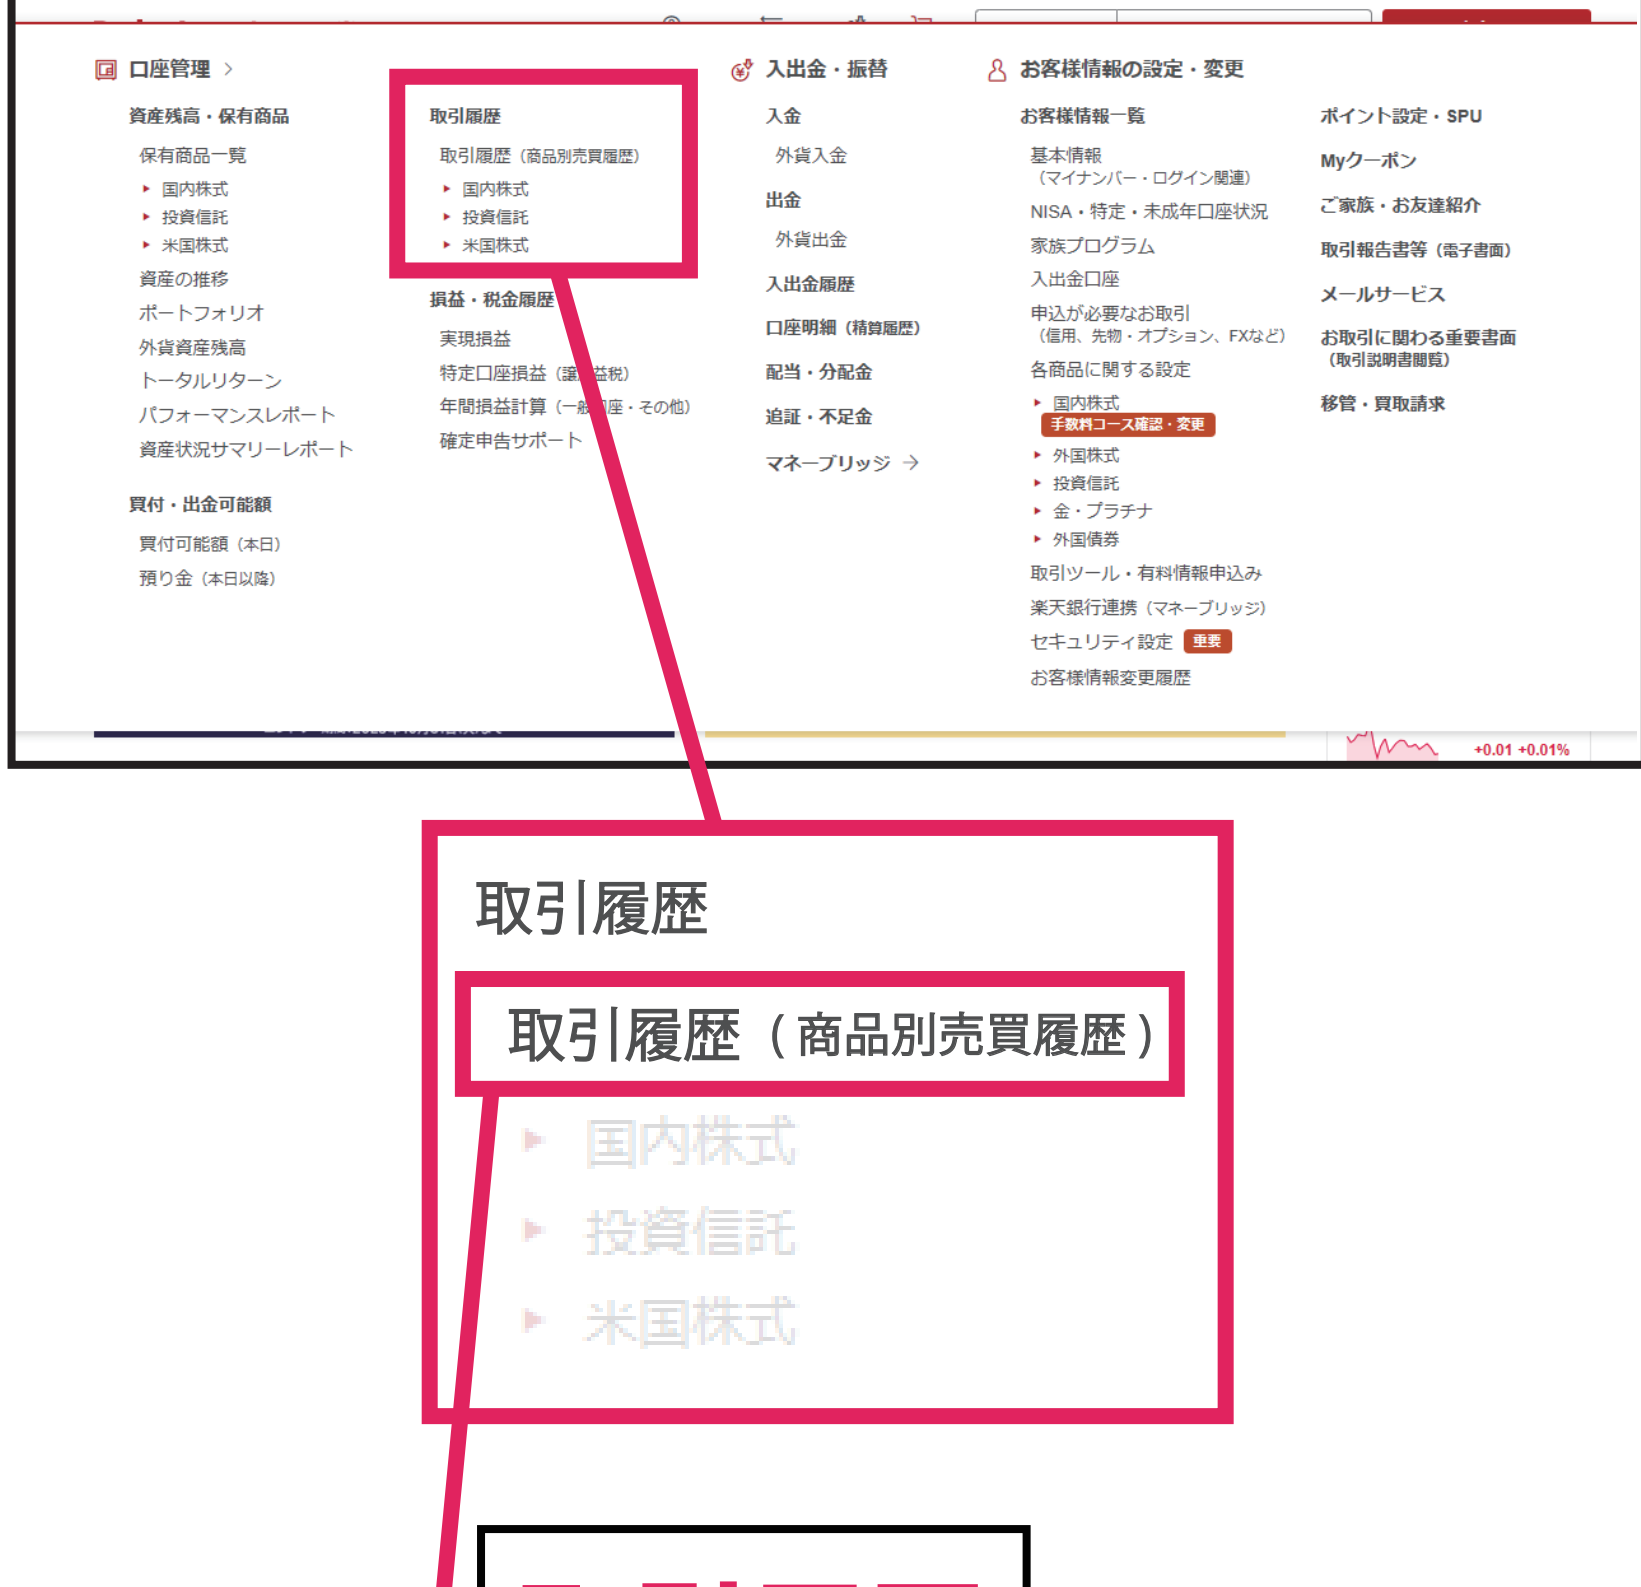 口座管理
資産残高・保有商品
保有商品一覧
国内株式
投資信託
米国株式
資産の推移
ポートフォリオ
外貨資産残高
トータルリターン
パフォーマンスレポート
資産状況サマリーレポート
買付・出金可能額
買付可能額（本日）
預り金（本日以降）
取引履歴
取引履歴（商品別売買履歴）
国内株式
投資信託
米国株式
損益・税金履歴
実現損益
特定口座損益（譲 益税）
年間損益計算（一般 座・その他）
確定申告サポート
入出金・振替
入金
外貨入金
出金
外貨出金
入出金履歴
口座明細（精算履歴）
配当・分配金
追証・不足金
マネーブリッジ →
お客様情報の設定・変更
お客様情報一覧
基本情報
（マイナンバー・ログイン関連）
NISA・特定・未成年口座状況
家族プログラム
入出金口座
申込が必要なお取引
（信用、先物・オプション、FXなど）
各商品に関する設定
国内株式
手数料コース確認・変更
外国株式
投資信託
金・プラチナ
外国債券
取引ツール・有料情報申込み
楽天銀行連携（マネーブリッジ）
セキュリティ設定 重要
お客様情報変更履歴
ポイント設定・SPU
Myクーポン
ご家族・お友達紹介
取引報告書等（電子書面）
メールサービス
お取引に関わる重要書面
（取引説明書閲覧）
移管・買取請求
+0.01 +0.01%
取引履歴
取引履歴（商品別売買履歴）
国内株式
投資信託
米国株式